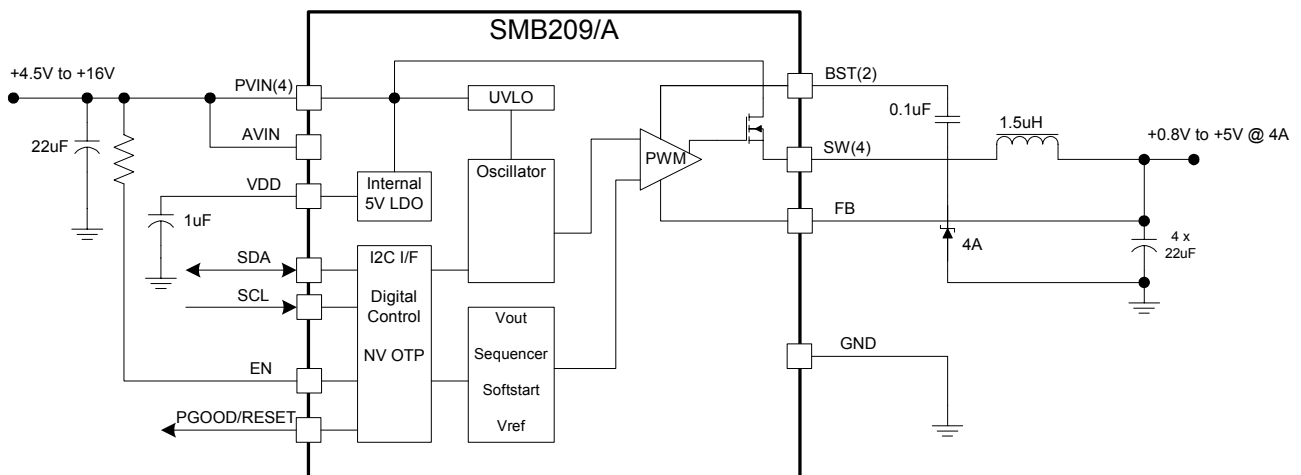 SMB209/A
+4.5V to +16V
PVIN(4)
BST(2)
UVLO
0.1uF
1.5uH
+0.8V to +5V @ 4A
22uF
AVIN
PWM
SW(4)
VDD
Internal
5V LDO
Oscillator
1uF
FB
4A
4 x
22uF
SDA
I2C I/F
SCL
Digital
Control
NV OTP
Vout
Sequencer
Softstart
Vref
GND
EN
PGOOD/RESET